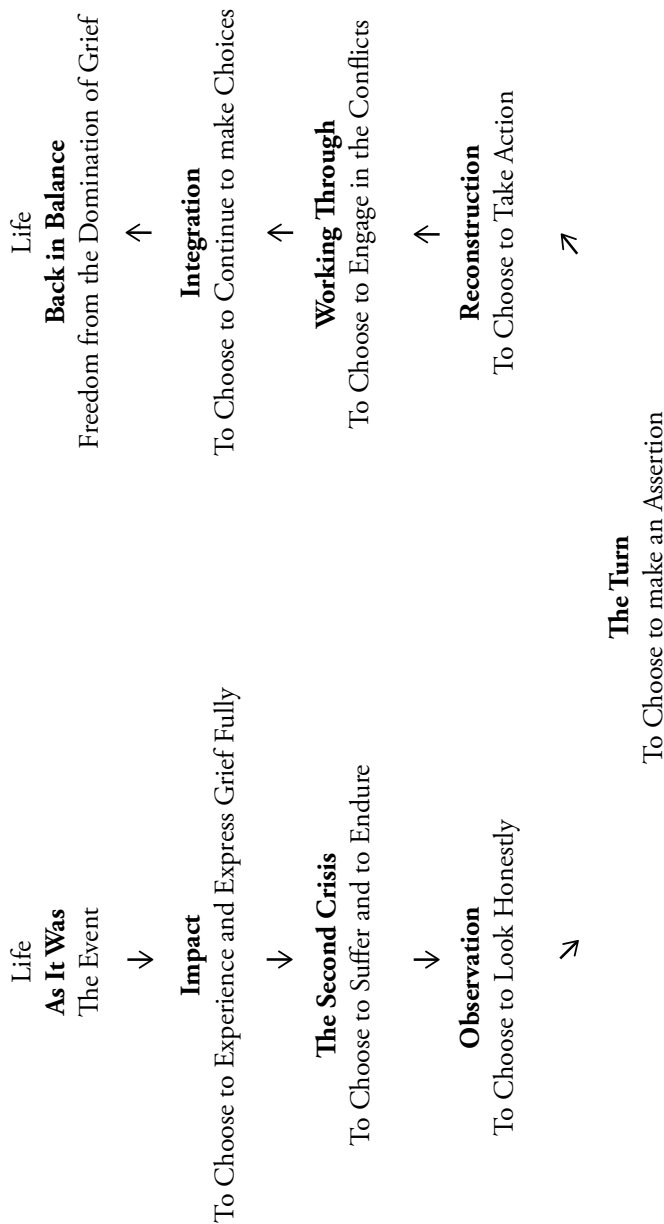 Life
As It Was
The Event
↓
Impact
To Choose to Experience and Express Grief Fully
↓
The Second Crisis
To Choose to Suffer and to Endure
↓
Observation
To Choose to Look Honestly
↘
The Turn
To Choose to make an Assertion
↗
Reconstruction
To Choose to Take Action
↑
Working Through
To Choose to Engage in the Conflicts
↑
Integration
To Choose to Continue to make Choices
↑
Life
Back in Balance
Freedom from the Domination of Grief